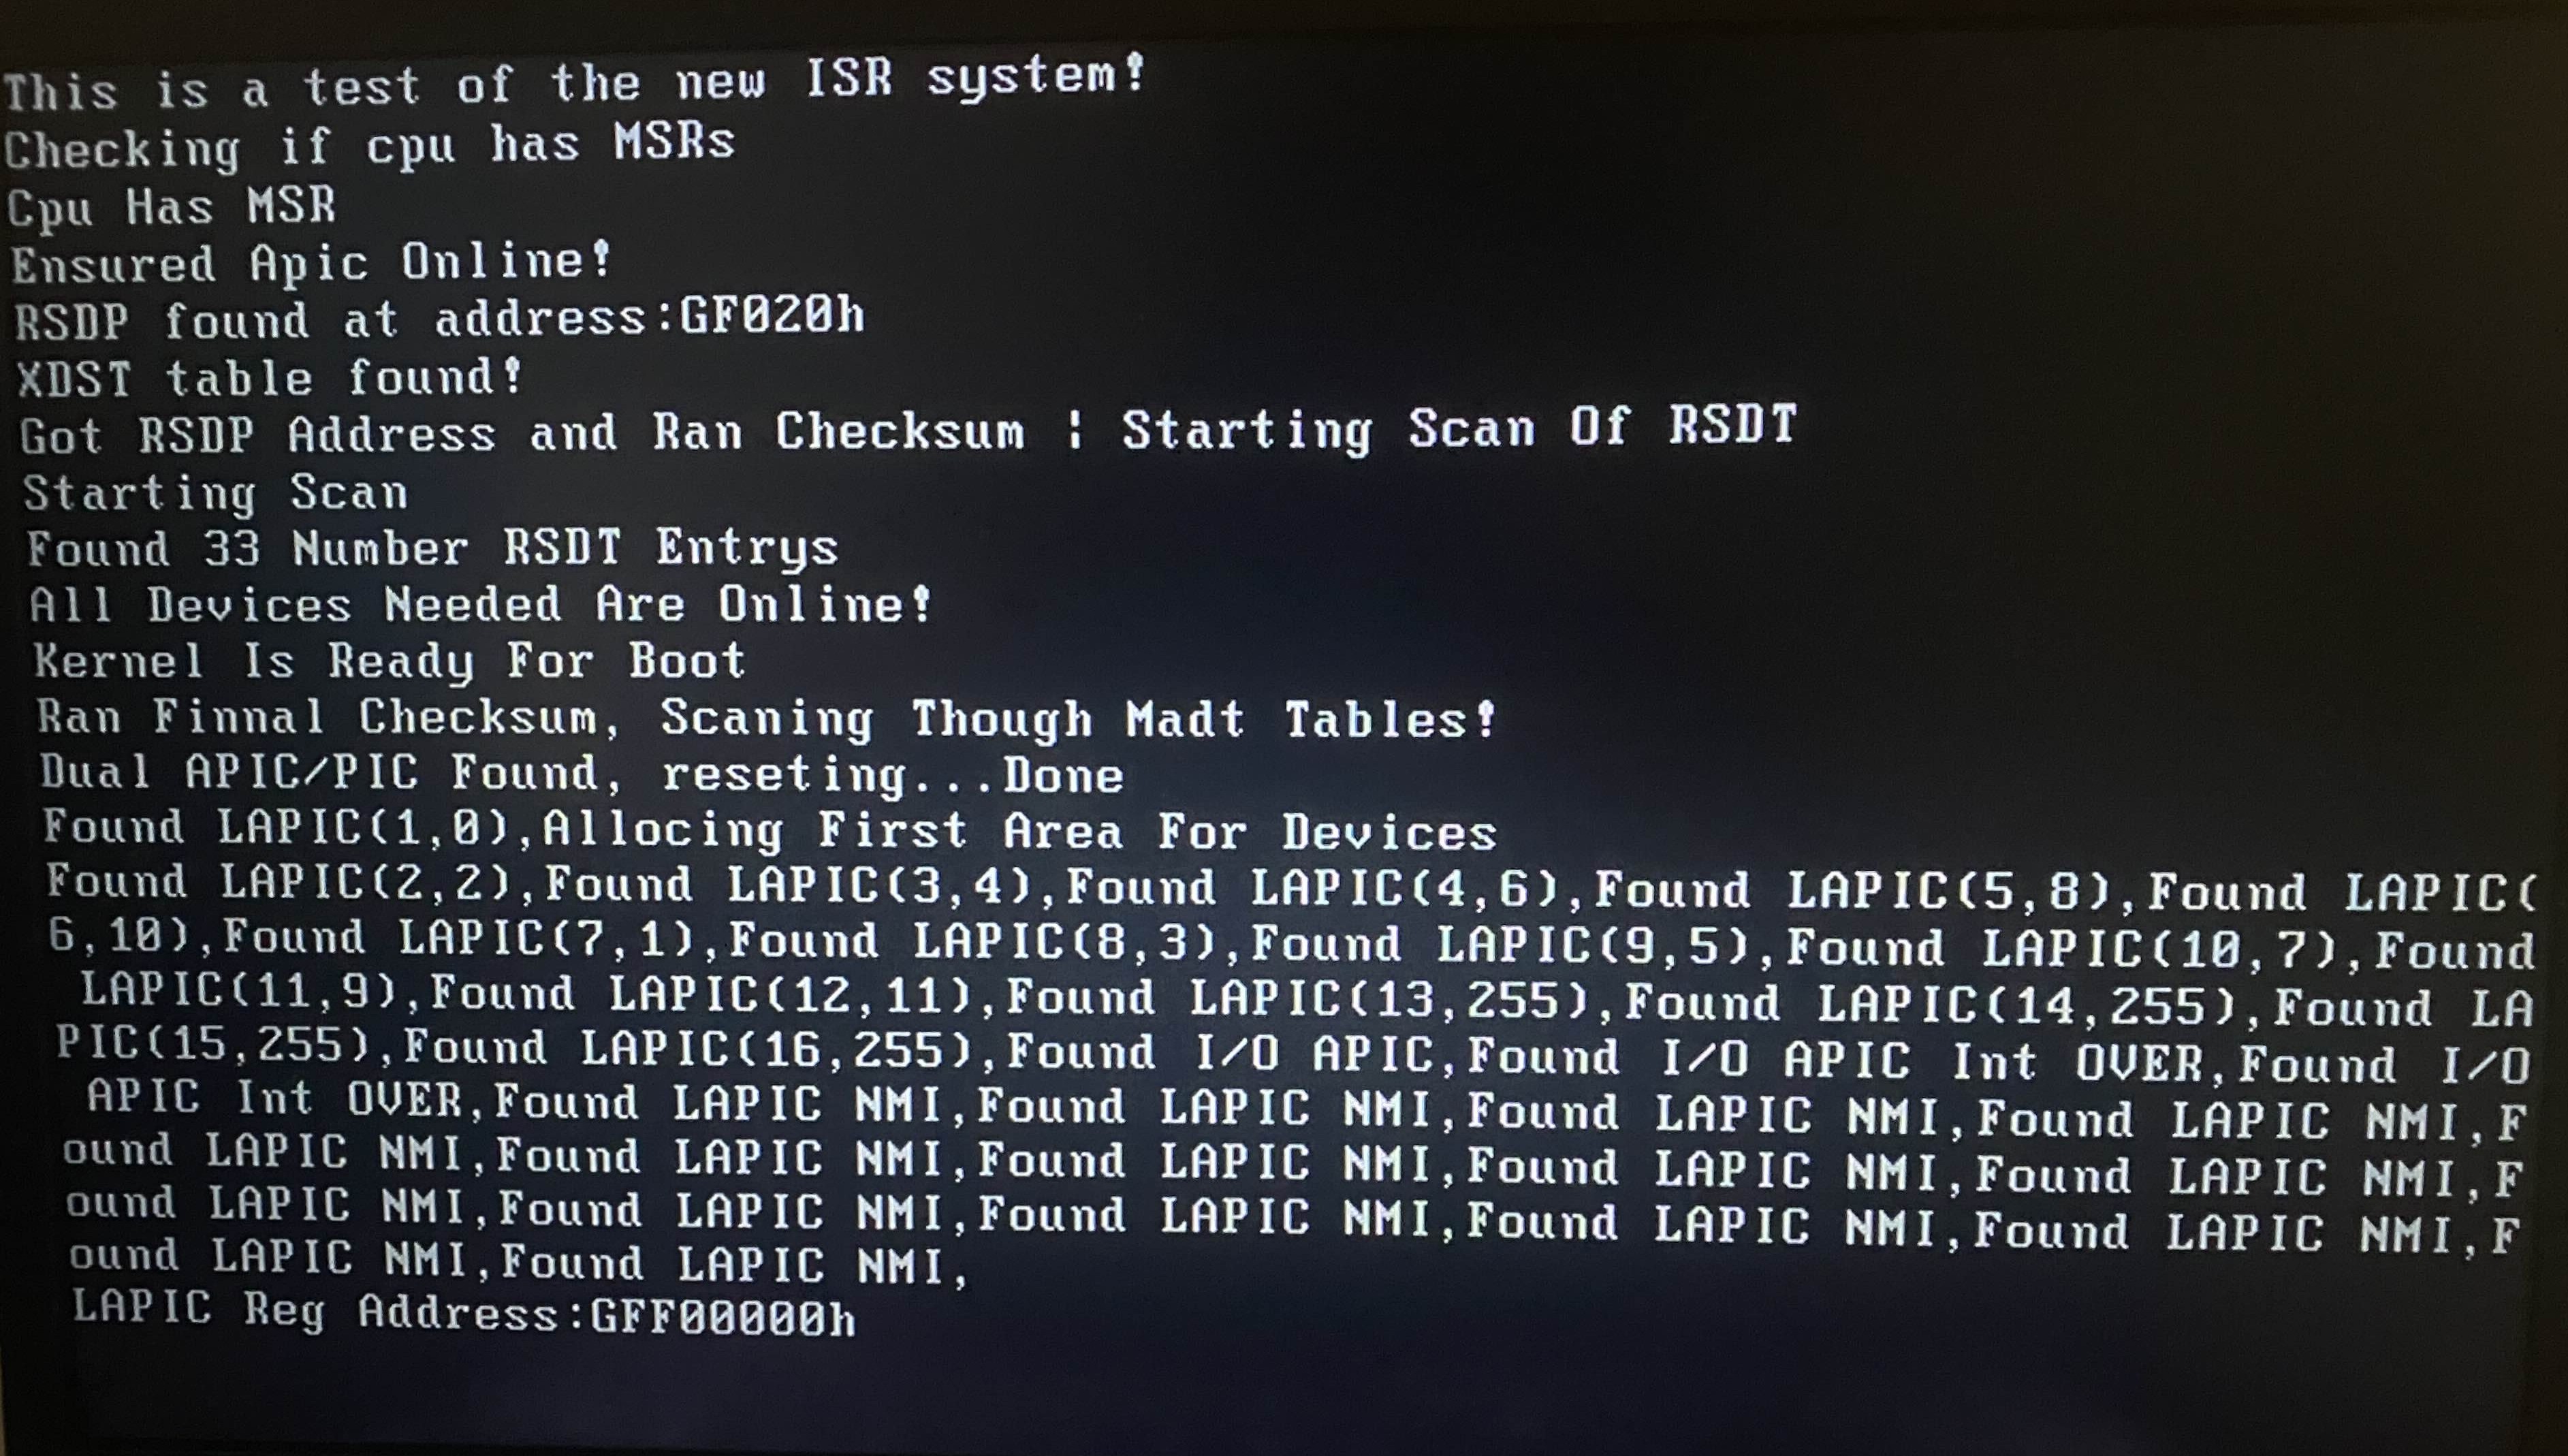 This is a test of the new ISR system!
Checking if cpu has MSRs
Cpu Has MSR
Ensured Apic Online!
RSDP found at address:GF020h
XDST table found!
Got RSDP Address and Ran Checksum | Starting Scan Of RSDT
Starting Scan
Found 33 Number RSDT Entrys
All Devices Needed Are Online!
Kernel Is Ready For Boot
Ran Finnal Checksum, Scaning Though Madt Tables!
Dual APIC/PIC Found, reseting...Done
Found LAPIC(1,0),Allocing First Area For Devices
Found LAPIC(2,2),Found LAPIC(3,4),Found LAPIC(4,6),Found LAPIC(5,8),Found LAPIC(
6,10),Found LAPIC(7,1),Found LAPIC(8,3),Found LAPIC(9,5),Found LAPIC(10,7),Found
 LAPIC(11,9),Found LAPIC(12,11),Found LAPIC(13,255),Found LAPIC(14,255),Found LA
PIC(15,255),Found LAPIC(16,255),Found I/O APIC,Found I/O APIC Int OVER,Found I/O
 APIC Int OVER,Found LAPIC NMI,Found LAPIC NMI,Found LAPIC NMI,Found LAPIC NMI,F
ound LAPIC NMI,Found LAPIC NMI,Found LAPIC NMI,Found LAPIC NMI,Found LAPIC NMI,F
ound LAPIC NMI,Found LAPIC NMI,Found LAPIC NMI,Found LAPIC NMI,Found LAPIC NMI,F
ound LAPIC NMI,Found LAPIC NMI,
LAPIC Reg Address:GFF00000h